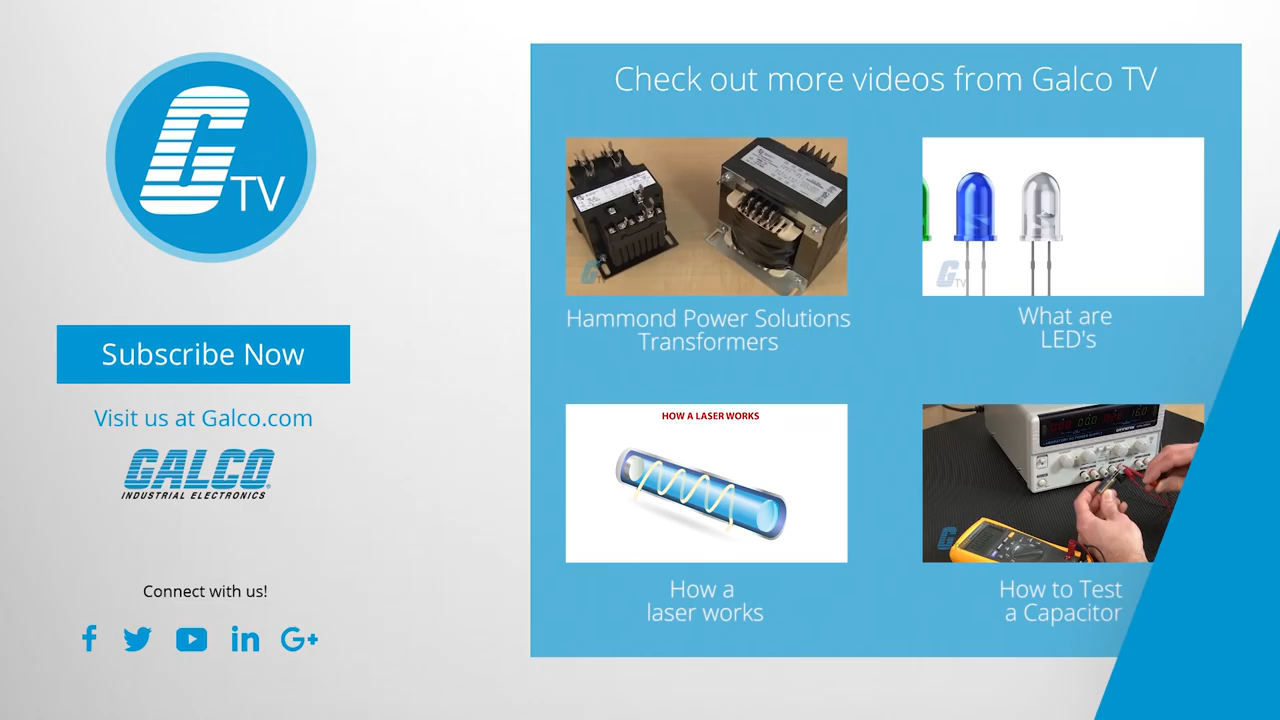 G TV
Subscribe Now
Visit us at Galco.com
GALCO
INDUSTRIAL ELECTRONICS
Connect with us!
Check out more videos from Galco TV
Hammond Power Solutions
Transformers
G TV
What are
LED's
HOW A LASER WORKS
How a
laser works
How to Test
a Capacitor